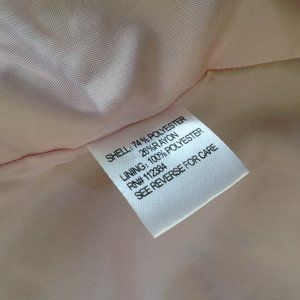 SHELL: 74% POLYESTER
26% RAYON
LINING: 100% POLYESTER
RN# 112384
SEE REVERSE FOR CARE